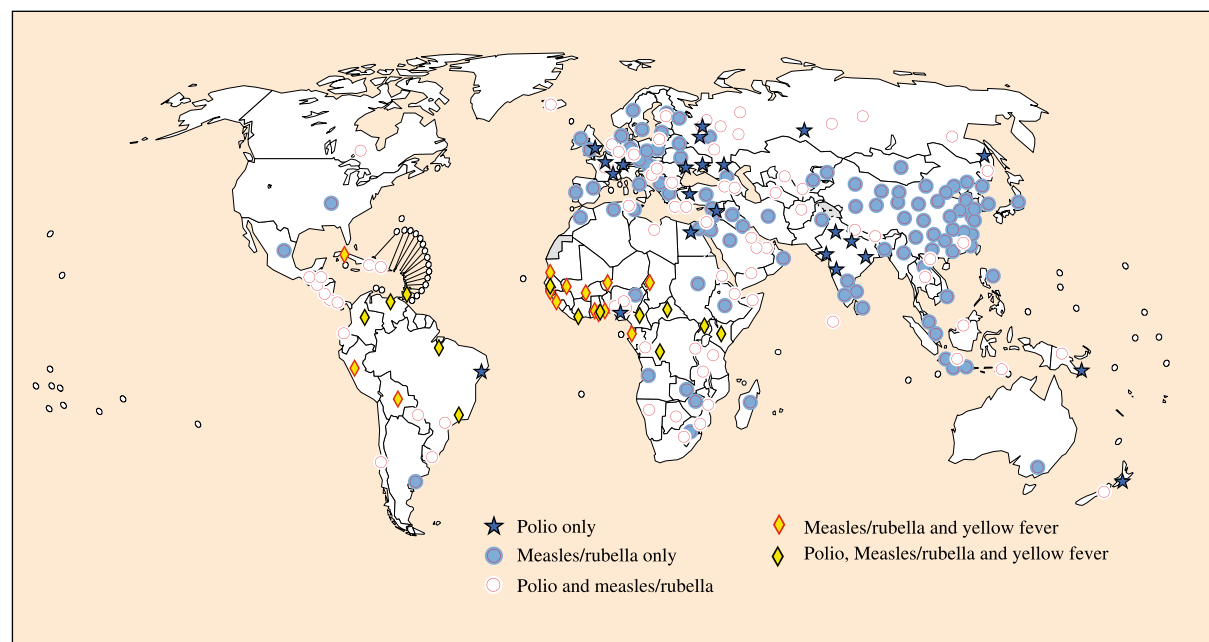 Polio only
Measles/rubella only
Polio and measles/rubella
Measles/rubella and yellow fever
Polio, Measles/rubella and yellow fever